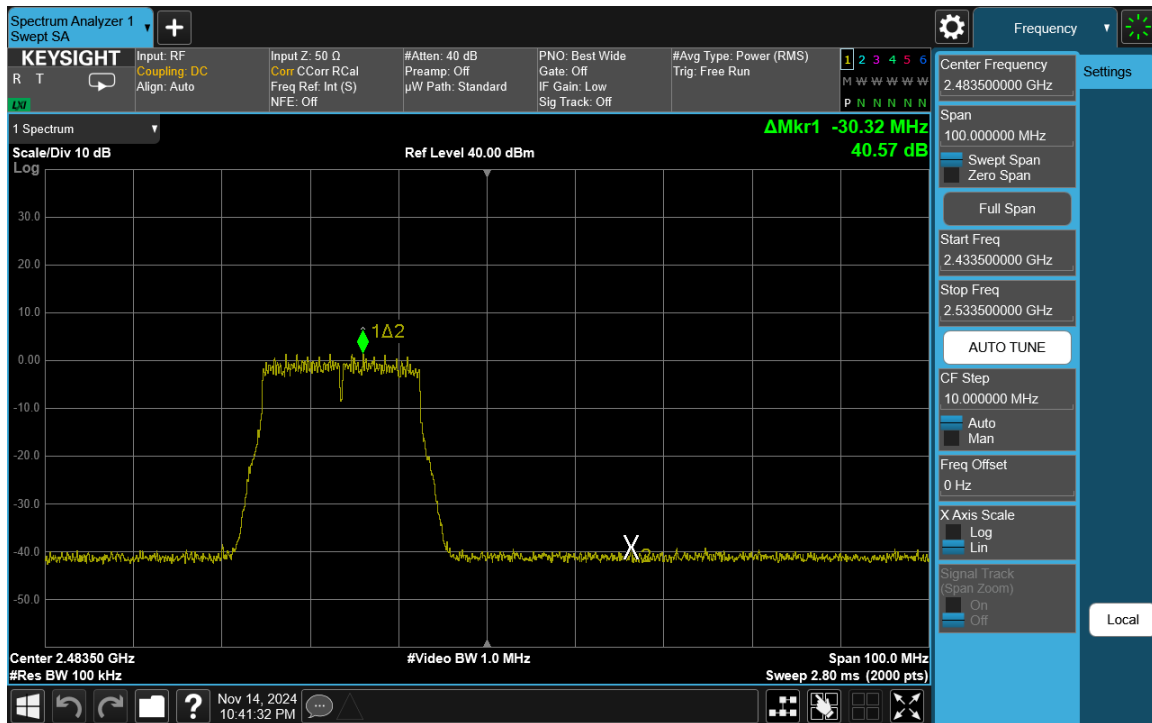 Spectrum Analyzer 1
Swept SA
+
Frequency
KEYSIGHT
R T
LXI
Input: RF
Coupling: DC
Align: Auto
Input Z: 50 Ω
Corr CCorr RCal
Freq Ref: Int (S)
NFE: Off
#Atten: 40 dB
Preamp: Off
µW Path: Standard
PNO: Best Wide
Gate: Off
IF Gain: Low
Sig Track: Off
#Avg Type: Power (RMS)
Trig: Free Run
1 2 3 4 5 6
M W W W W W
P N N N N N
1 Spectrum
Scale/Div 10 dB
Log
Ref Level 40.00 dBm
ΔMkr1 -30.32 MHz
40.57 dB
30.0
20.0
10.0
0.00
-10.0
-20.0
-30.0
-40.0
-50.0
1Δ2
X2
Center 2.48350 GHz
#Res BW 100 kHz
#Video BW 1.0 MHz
Span 100.0 MHz
Sweep 2.80 ms (2000 pts)
Center Frequency
2.483500000 GHz
Span
100.000000 MHz
Swept Span
Zero Span
Full Span
Start Freq
2.433500000 GHz
Stop Freq
2.533500000 GHz
AUTO TUNE
CF Step
10.000000 MHz
Auto
Man
Freq Offset
0 Hz
X Axis Scale
Log
Lin
Signal Track
(Span Zoom)
On
Off
Settings
Local
?
Nov 14, 2024
10:41:32 PM